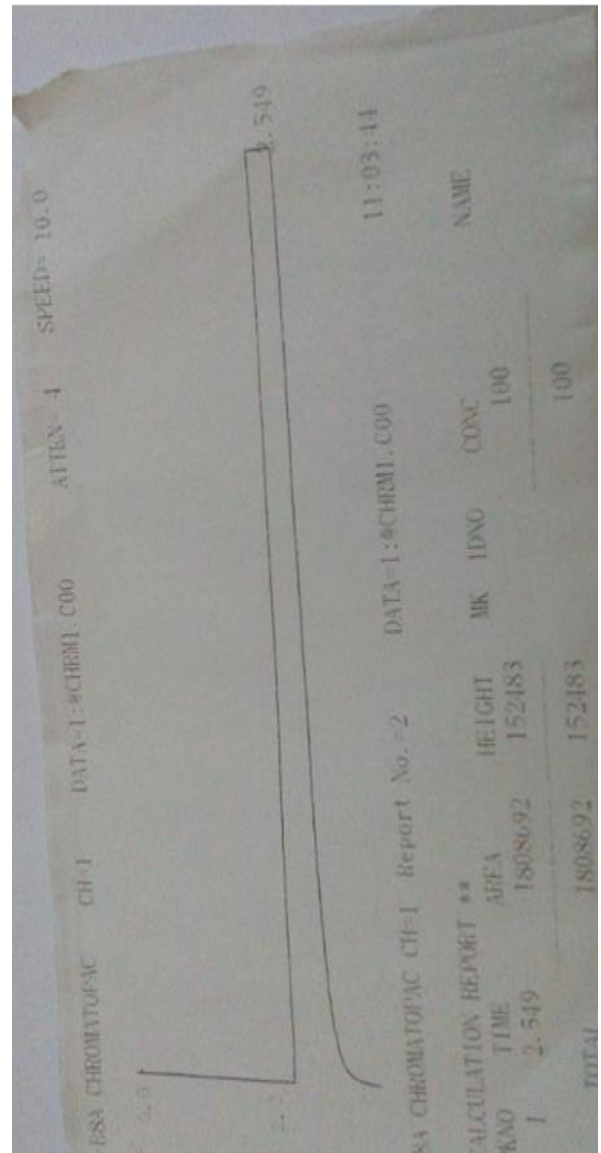 CHROMATOPAC CH=1 DATA=1:@CHRM1.C00 ATTEN= 4 SPEED= 10.0
0.0
2.549
CHROMATOPAC CH=1 Report No.=2 DATA=1:@CHRM1.C00 11:03:44
CALCULATION REPORT **
PKNO TIME AREA HEIGHT MK IDNO CONC NAME
1 2.549 1808692 152483 100
TOTAL 1808692 152483 100